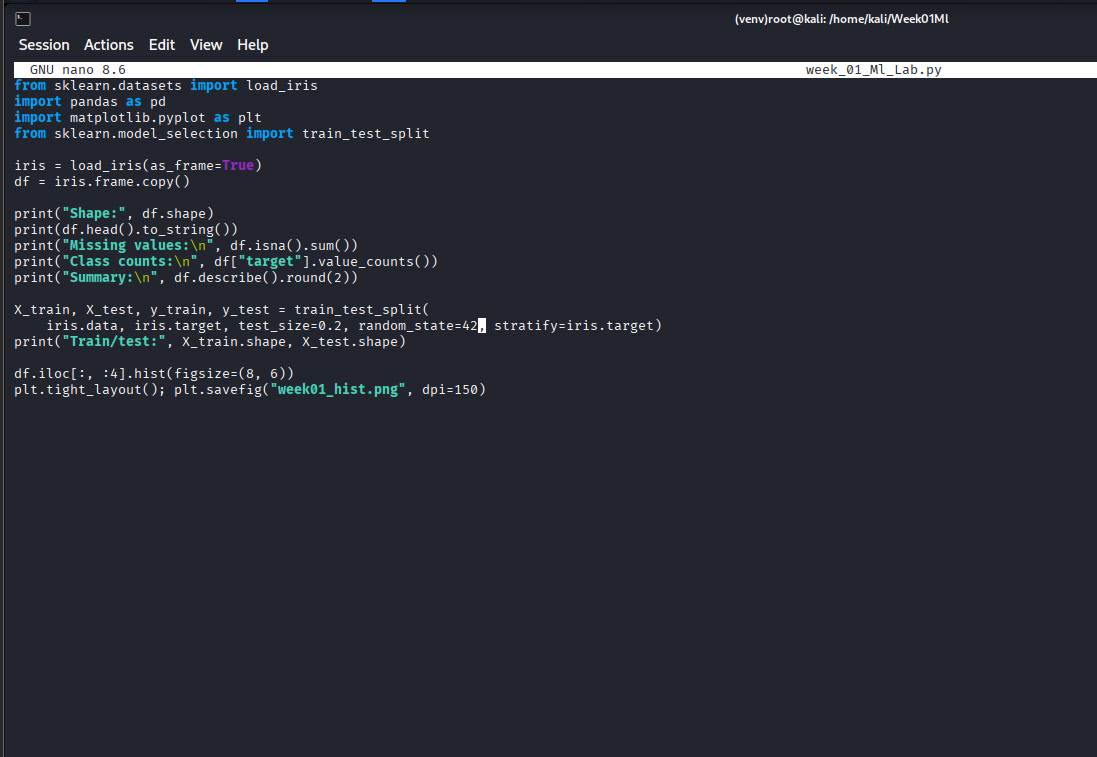 (venv)root@kali: /home/kali/Week01Ml
Session Actions Edit View Help
GNU nano 8.6 week_01_Ml_Lab.py
from sklearn.datasets import load_iris
import pandas as pd
import matplotlib.pyplot as plt
from sklearn.model_selection import train_test_split

iris = load_iris(as_frame=True)
df = iris.frame.copy()

print("Shape:", df.shape)
print(df.head().to_string())
print("Missing values:\n", df.isna().sum())
print("Class counts:\n", df["target"].value_counts())
print("Summary:\n", df.describe().round(2))

X_train, X_test, y_train, y_test = train_test_split(
    iris.data, iris.target, test_size=0.2, random_state=42, stratify=iris.target)
print("Train/test:", X_train.shape, X_test.shape)

df.iloc[:, :4].hist(figsize=(8, 6))
plt.tight_layout(); plt.savefig("week01_hist.png", dpi=150)